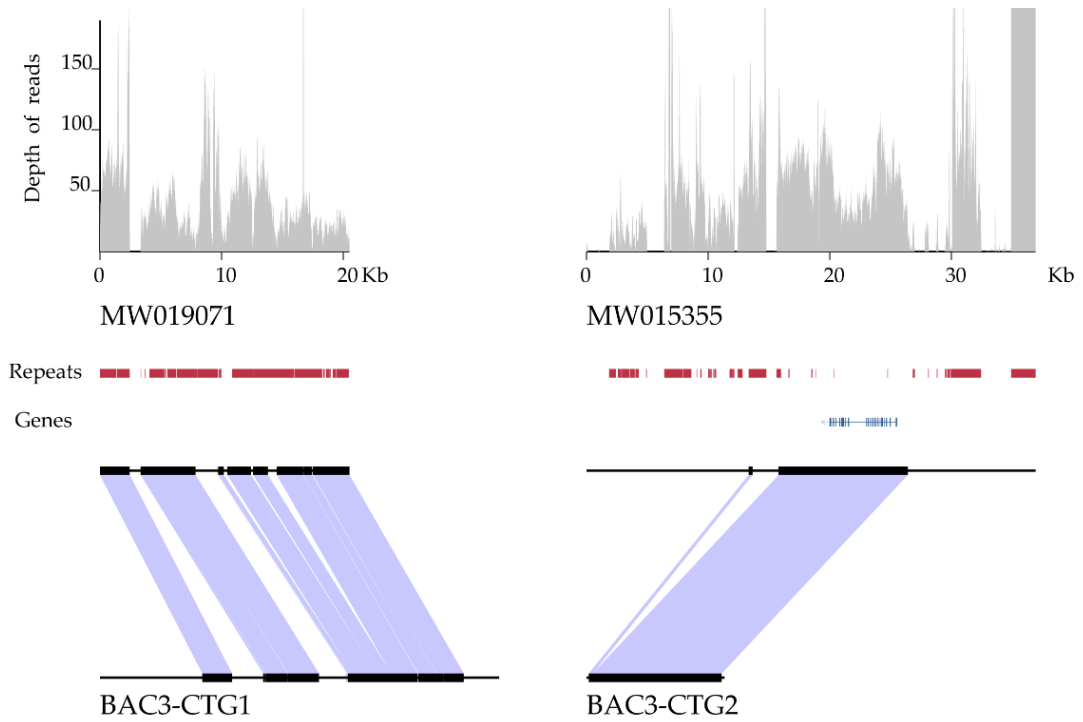 Depth of reads
150
100
50
0 10 20 Kb
0 10 20 30 Kb
MW019071 MW015355
Repeats
Genes
BAC3-CTG1 BAC3-CTG2